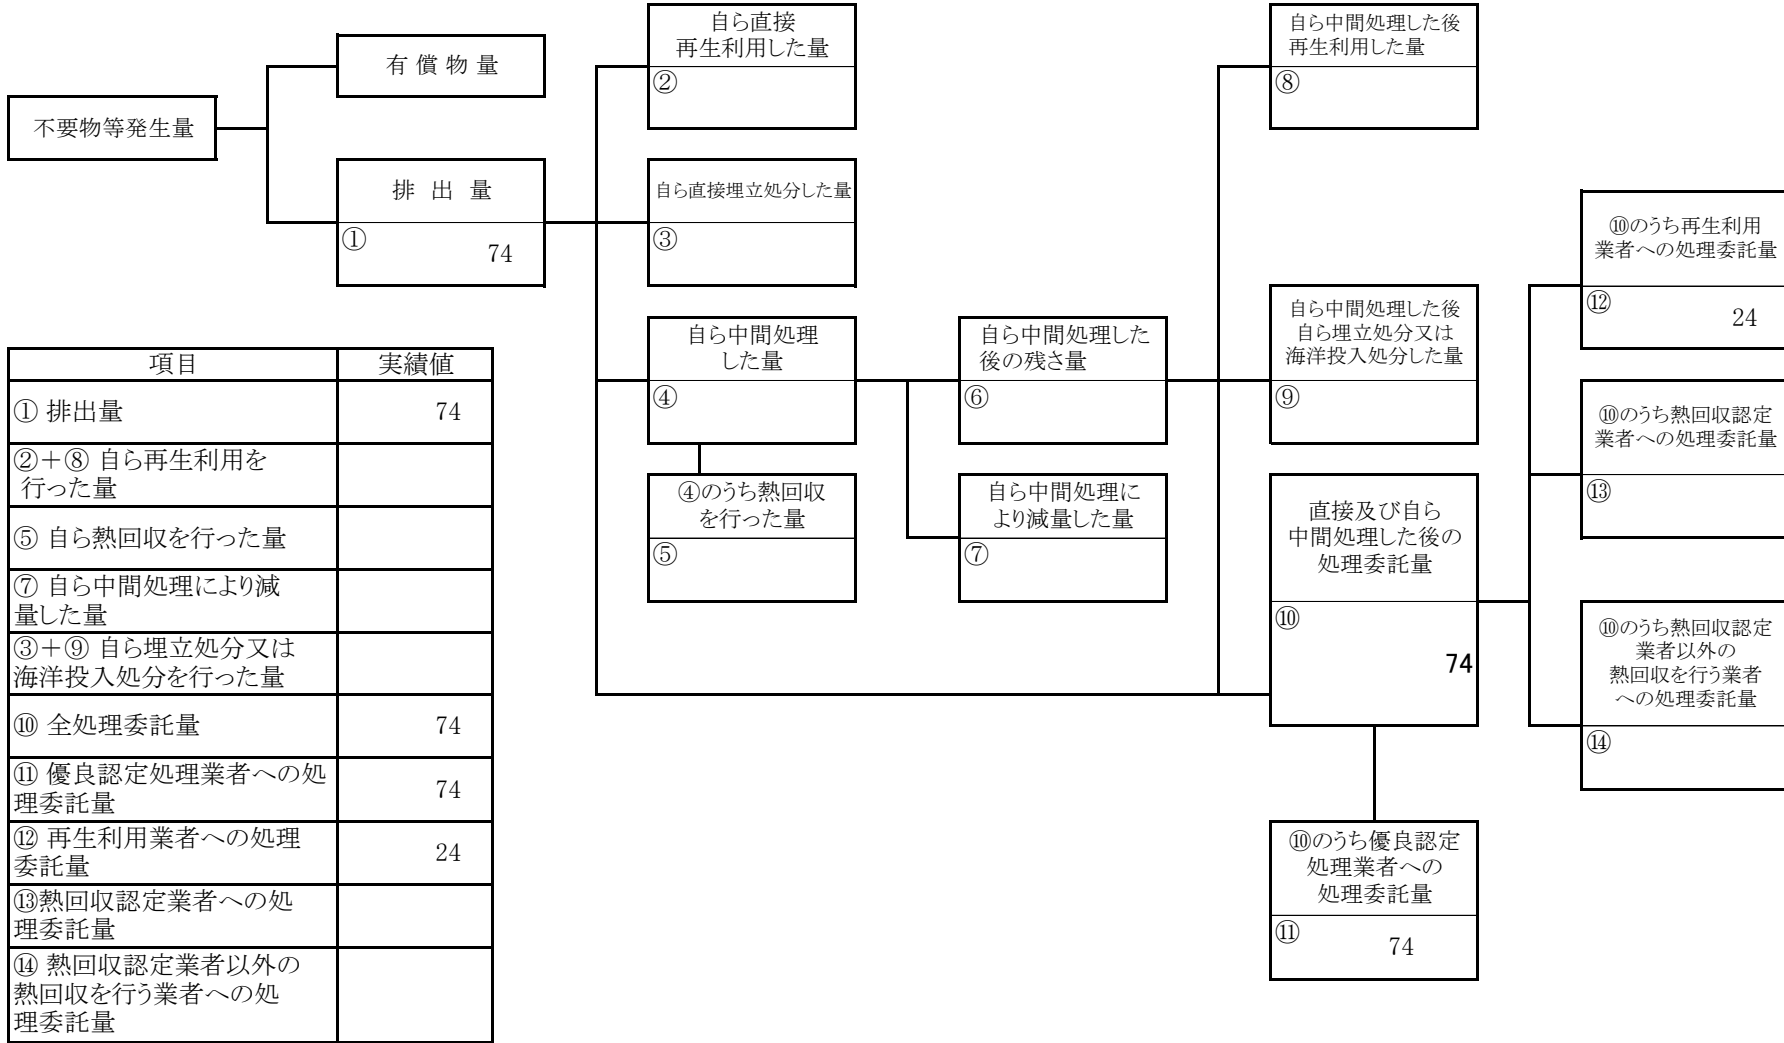 不要物等発生量
有 償 物 量
排 出 量
①
74
自ら直接
再生利用した量
②
自ら直接埋立処分した量
③
自ら中間処理
した量
④
④のうち熱回収
を行った量
⑤
自ら中間処理した
後の残さ量
⑥
自ら中間処理に
より減量した量
⑦
自ら中間処理した後
再生利用した量
⑧
自ら中間処理した後
自ら埋立処分又は
海洋投入処分した量
⑨
直接及び自ら
中間処理した後の
処理委託量
⑩
74
⑩のうち優良認定
処理業者への
処理委託量
⑪
74
⑩のうち再生利用
業者への処理委託量
⑫
24
⑩のうち熱回収認定
業者への処理委託量
⑬
⑩のうち熱回収認定
業者以外の
熱回収を行う業者
への処理委託量
⑭
項目 実績値
① 排出量 74
②＋⑧ 自ら再生利用を
行った量
⑤ 自ら熱回収を行った量
⑦ 自ら中間処理により減
量した量
③＋⑨ 自ら埋立処分又は
海洋投入処分を行った量
⑩ 全処理委託量 74
⑪ 優良認定処理業者への処
理委託量 74
⑫ 再生利用業者への処理
委託量 24
⑬熱回収認定業者への処
理委託量
⑭ 熱回収認定業者以外の
熱回収を行う業者への処
理委託量